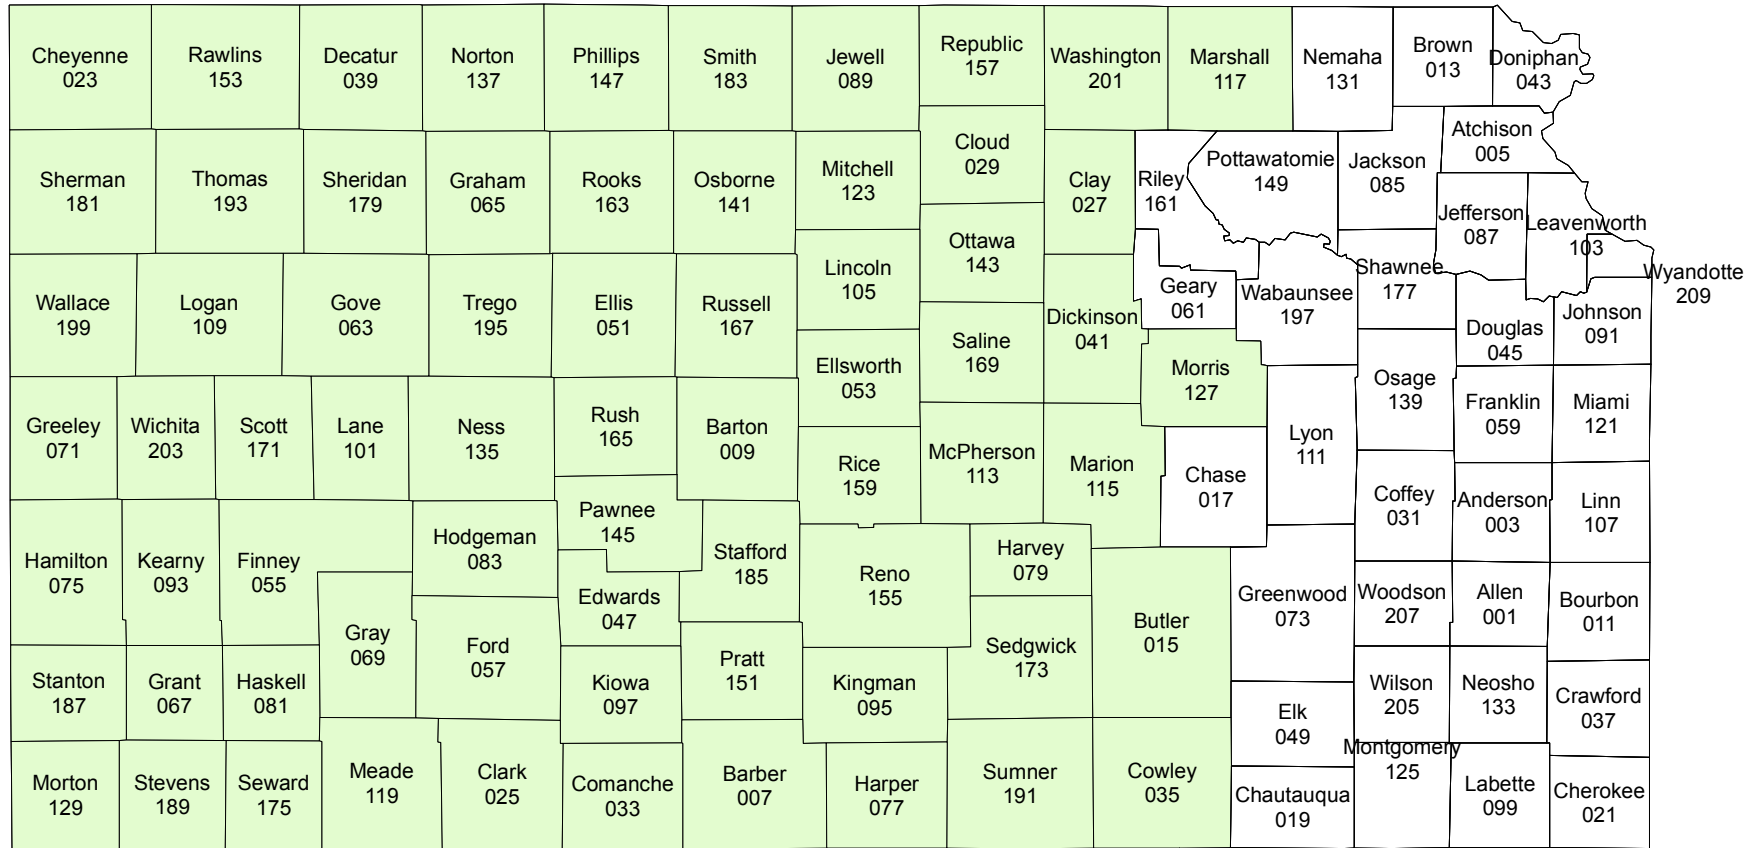 Cheyenne
023
Rawlins
153
Decatur
039
Norton
137
Phillips
147
Smith
183
Jewell
089
Republic
157
Washington
201
Marshall
117
Nemaha
131
Brown
013
Doniphan
043
Sherman
181
Thomas
193
Sheridan
179
Graham
065
Rooks
163
Osborne
141
Mitchell
123
Cloud
029
Clay
027
Riley
161
Pottawatomie
149
Jackson
085
Atchison
005
Jefferson
087
Leavenworth
103
Wyandotte
209
Wallace
199
Logan
109
Gove
063
Trego
195
Ellis
051
Russell
167
Lincoln
105
Ottawa
143
Saline
169
Dickinson
041
Geary
061
Wabaunsee
197
Shawnee
177
Douglas
045
Johnson
091
Ellsworth
053
Morris
127
Osage
139
Franklin
059
Miami
121
Greeley
071
Wichita
203
Scott
171
Lane
101
Ness
135
Rush
165
Barton
009
Rice
159
McPherson
113
Marion
115
Chase
017
Lyon
111
Coffey
031
Anderson
003
Linn
107
Hamilton
075
Kearny
093
Finney
055
Hodgeman
083
Pawnee
145
Stafford
185
Edwards
047
Reno
155
Harvey
079
Butler
015
Greenwood
073
Woodson
207
Allen
001
Bourbon
011
Gray
069
Ford
057
Kiowa
097
Pratt
151
Kingman
095
Sedgwick
173
Stanton
187
Grant
067
Haskell
081
Elk
049
Wilson
205
Neosho
133
Crawford
037
Morton
129
Stevens
189
Seward
175
Meade
119
Clark
025
Comanche
033
Barber
007
Harper
077
Sumner
191
Cowley
035
Chautauqua
019
Montgomery
125
Labette
099
Cherokee
021